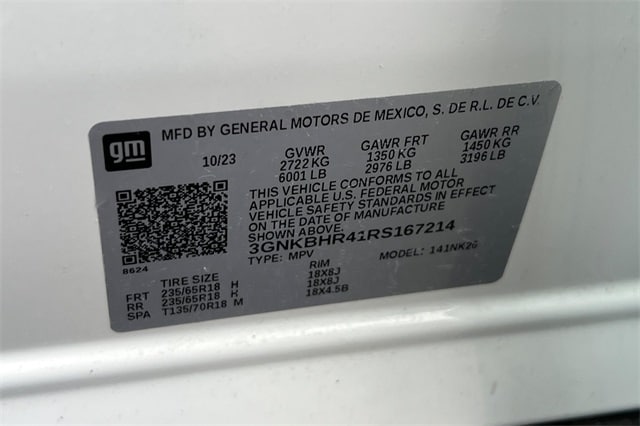 gm
MFD BY GENERAL MOTORS DE MEXICO, S. DE R.L. DE C.V.
10/23 GVWR GAWR FRT GAWR RR
2722 KG 1350 KG 1450 KG
6001 LB 2976 LB 3196 LB
THIS VEHICLE CONFORMS TO ALL
APPLICABLE U.S. FEDERAL MOTOR
VEHICLE SAFETY STANDARDS IN EFFECT
ON THE DATE OF MANUFACTURE
SHOWN ABOVE.
3GNKBHR41RS167214
TYPE: MPV MODEL: 141NK26
8624
TIRE SIZE RIM
FRT 235/65R18 H 18X8J
RR 235/65R18 H 18X8J
SPA T135/70R18 M 18X4.5B